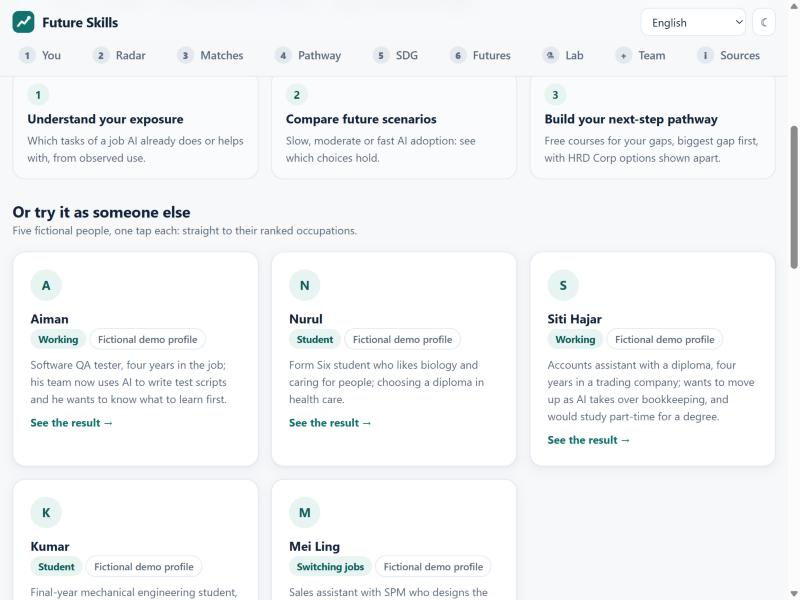 Future Skills
English
1 You
2 Radar
3 Matches
4 Pathway
5 SDG
6 Futures
Lab
+ Team
i Sources
1
Understand your exposure
Which tasks of a job AI already does or helps
with, from observed use.
2
Compare future scenarios
Slow, moderate or fast AI adoption: see
which choices hold.
3
Build your next-step pathway
Free courses for your gaps, biggest gap first,
with HRD Corp options shown apart.
Or try it as someone else
Five fictional people, one tap each: straight to their ranked occupations.
A
Aiman
Working Fictional demo profile
Software QA tester, four years in the job;
his team now uses AI to write test scripts
and he wants to know what to learn first.
See the result →
N
Nurul
Student Fictional demo profile
Form Six student who likes biology and
caring for people; choosing a diploma in
health care.
See the result →
S
Siti Hajar
Working Fictional demo profile
Accounts assistant with a diploma, four
years in a trading company; wants to move
up as AI takes over bookkeeping, and
would study part-time for a degree.
See the result →
K
Kumar
Student Fictional demo profile
Final-year mechanical engineering student,
M
Mei Ling
Switching jobs Fictional demo profile
Sales assistant with SPM who designs the